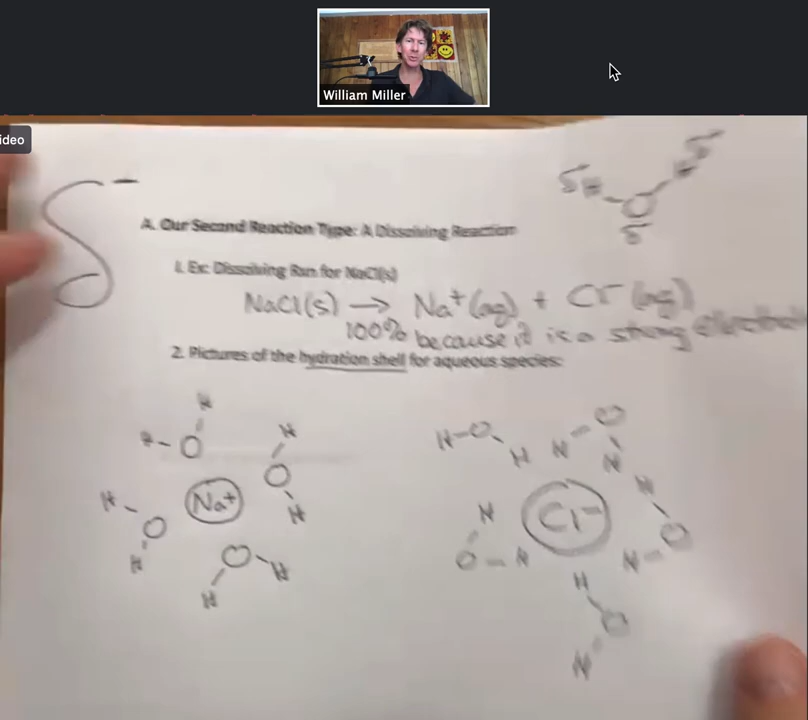 William Miller
ideo
δ⁻
δ H H δ⁻
O
δ
A. Our Second Reaction Type: A Dissolving Reaction
1. Ex: Dissolving Rxn for NaCl(s)
NaCl(s) → Na⁺(aq) + Cl⁻(aq)
100% because it is a strong
2. Pictures of the hydration shell for aqueous species:
H
H-O
H
O
H
Na⁺
H
O
H
O-H
H
H-O
H
H
O
H
H
O
H
Cl⁻
H
O-H
H
O
H